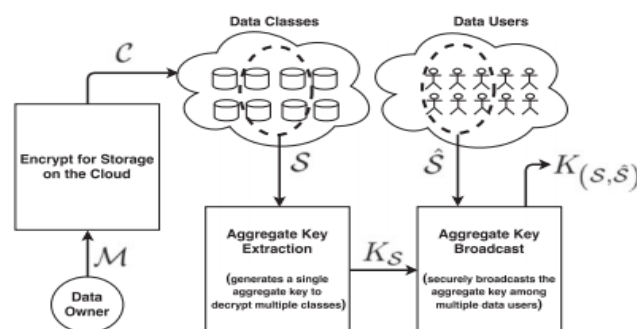 Data Classes
Data Users
C
Encrypt for Storage
on the Cloud
S
Ŝ
K(S,Ŝ)
Aggregate Key
Extraction
(generates a single
aggregate key to
decrypt multiple classes)
K_S
Aggregate Key
Broadcast
(securely broadcasts the
aggregate key among
multiple data users)
M
Data
Owner